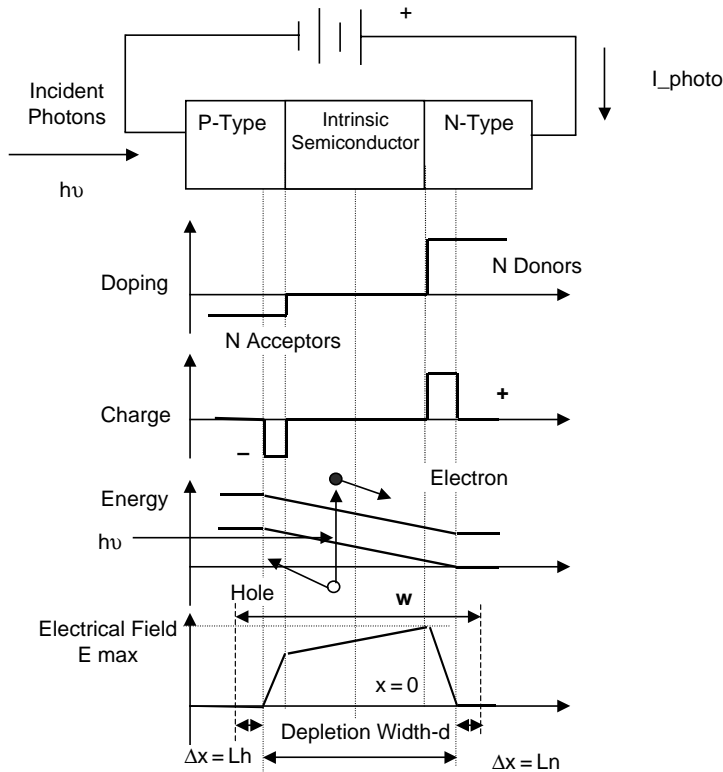 +
I_photo
Incident
Photons
P-Type
Intrinsic
Semiconductor
N-Type
hυ
Doping
N Donors
N Acceptors
Charge
+
−
Electron
Energy
hυ
Hole
w
Electrical Field
E max
x = 0
Depletion Width-d
Δx = Lh
Δx = Ln